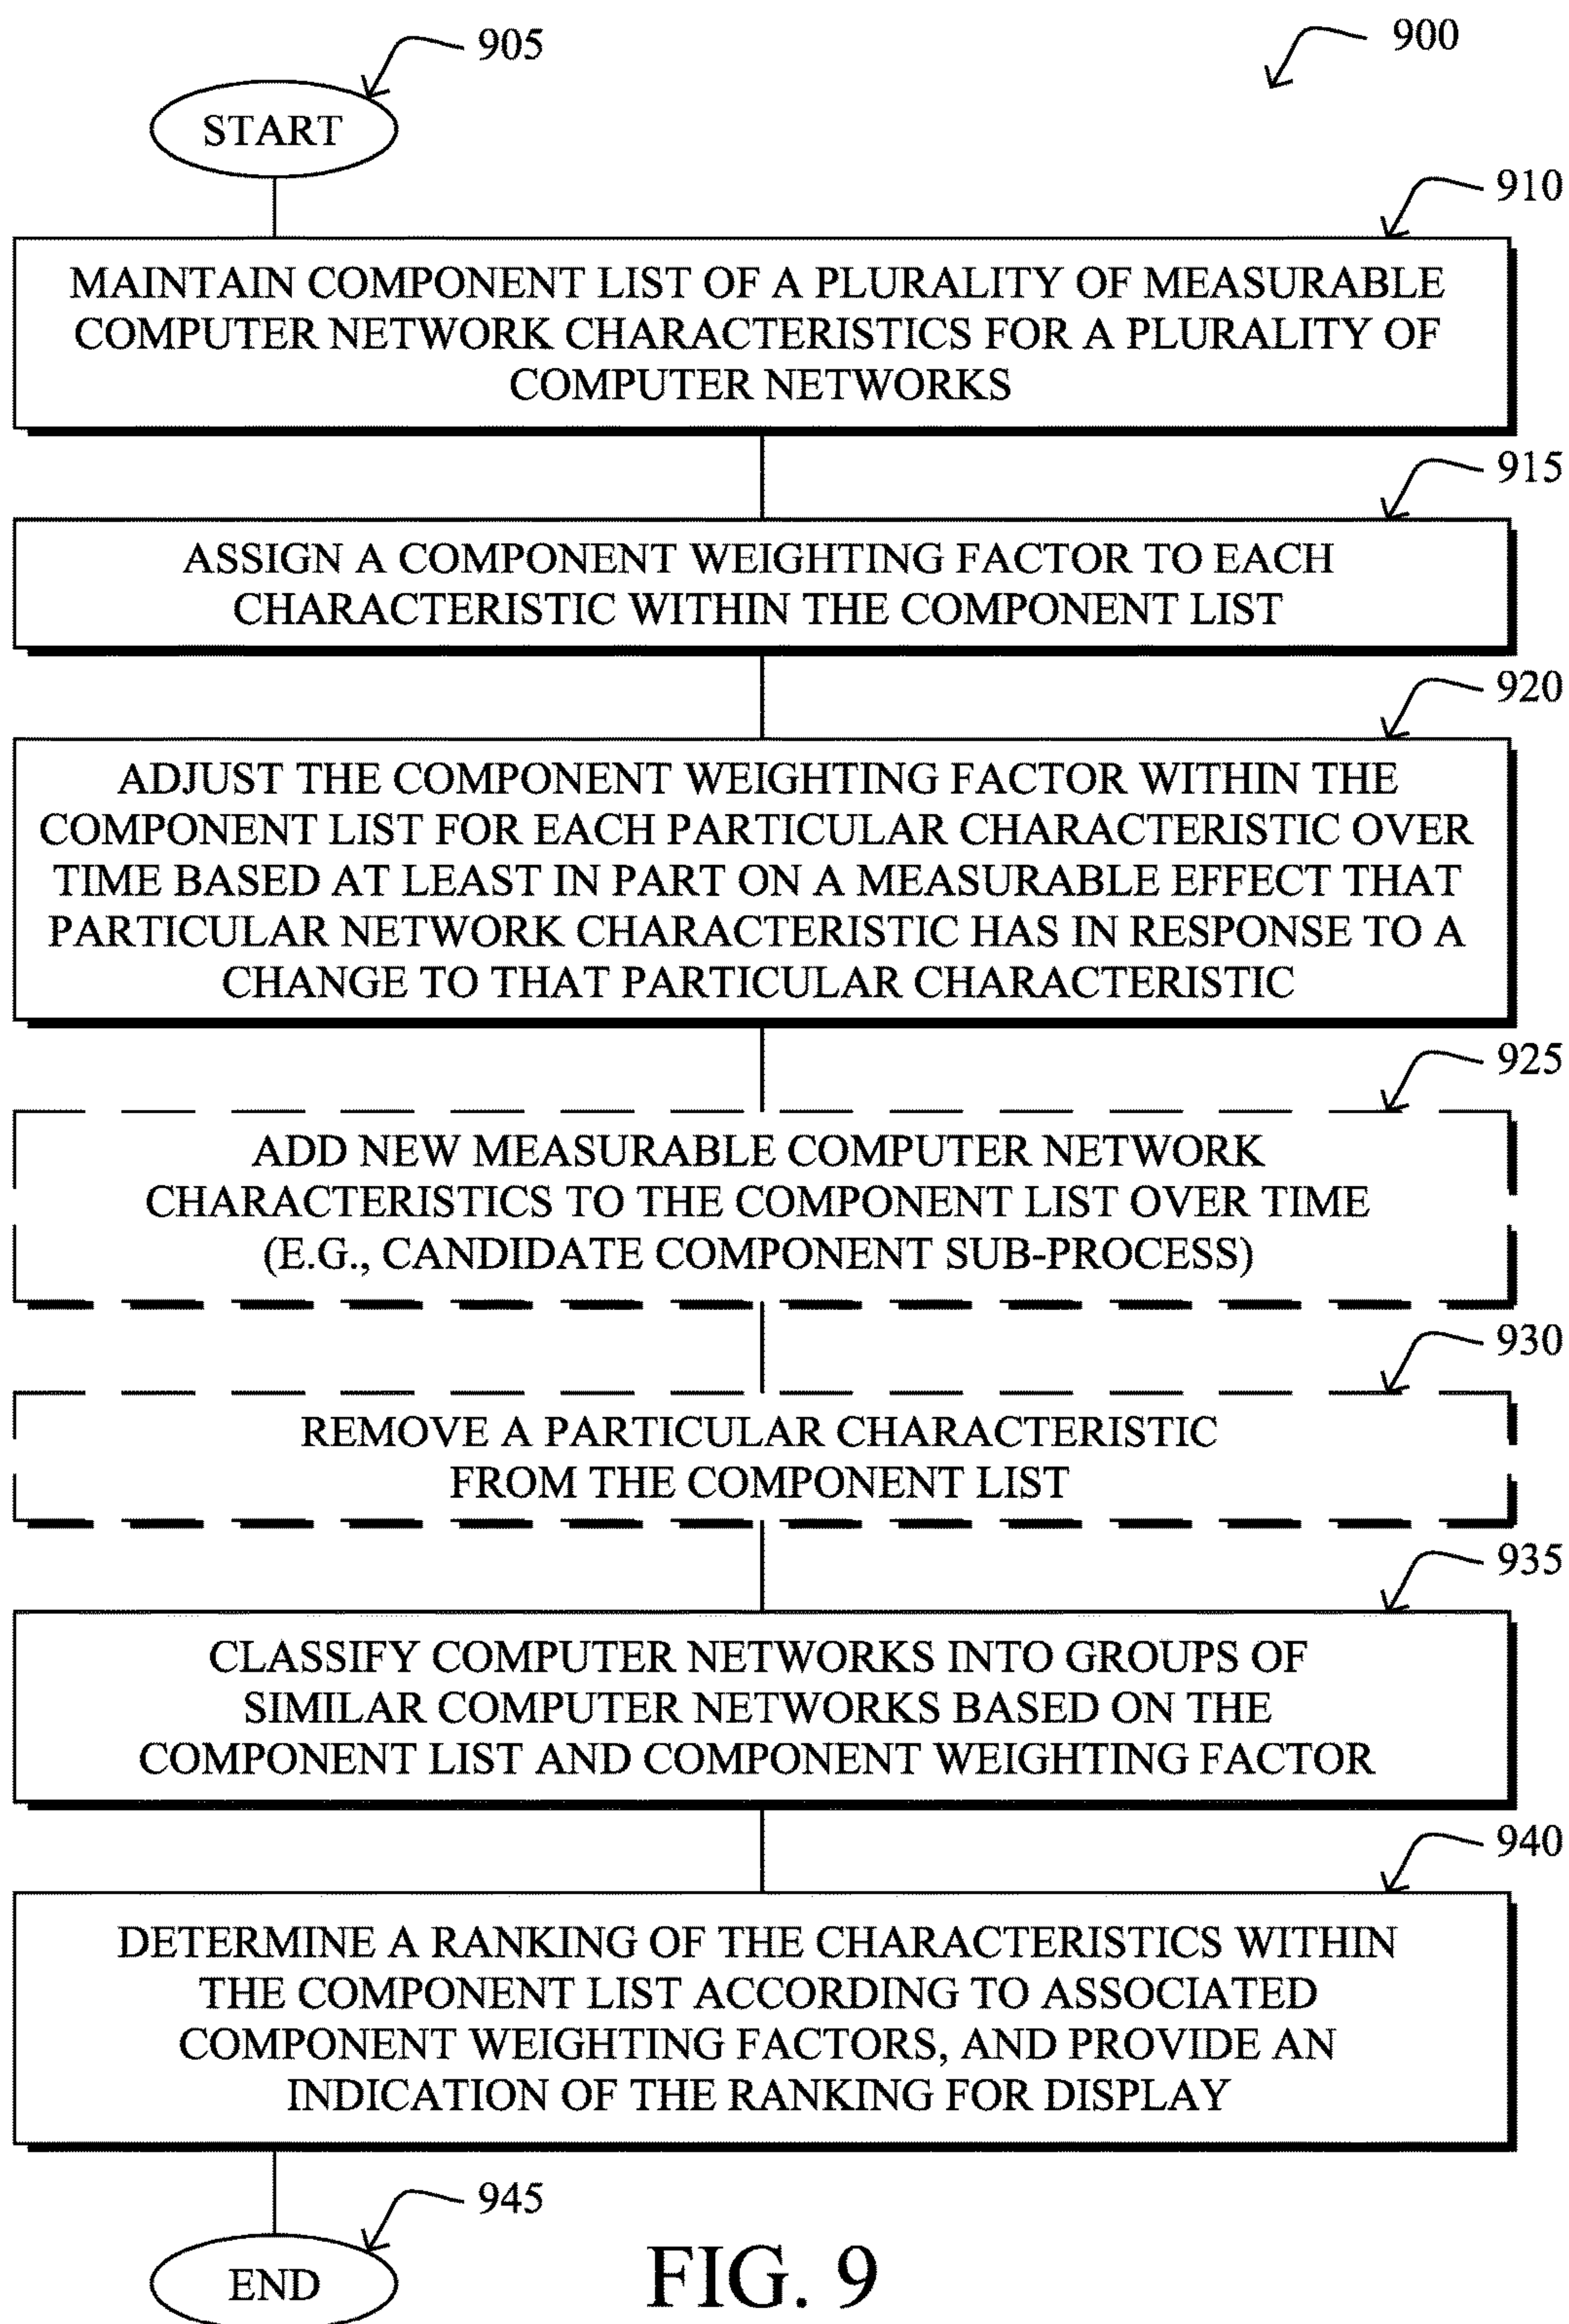 905
900
START
910
MAINTAIN COMPONENT LIST OF A PLURALITY OF MEASURABLE
COMPUTER NETWORK CHARACTERISTICS FOR A PLURALITY OF
COMPUTER NETWORKS
915
ASSIGN A COMPONENT WEIGHTING FACTOR TO EACH
CHARACTERISTIC WITHIN THE COMPONENT LIST
920
ADJUST THE COMPONENT WEIGHTING FACTOR WITHIN THE
COMPONENT LIST FOR EACH PARTICULAR CHARACTERISTIC OVER
TIME BASED AT LEAST IN PART ON A MEASURABLE EFFECT THAT
PARTICULAR NETWORK CHARACTERISTIC HAS IN RESPONSE TO A
CHANGE TO THAT PARTICULAR CHARACTERISTIC
925
ADD NEW MEASURABLE COMPUTER NETWORK
CHARACTERISTICS TO THE COMPONENT LIST OVER TIME
(E.G., CANDIDATE COMPONENT SUB-PROCESS)
930
REMOVE A PARTICULAR CHARACTERISTIC
FROM THE COMPONENT LIST
935
CLASSIFY COMPUTER NETWORKS INTO GROUPS OF
SIMILAR COMPUTER NETWORKS BASED ON THE
COMPONENT LIST AND COMPONENT WEIGHTING FACTOR
940
DETERMINE A RANKING OF THE CHARACTERISTICS WITHIN
THE COMPONENT LIST ACCORDING TO ASSOCIATED
COMPONENT WEIGHTING FACTORS, AND PROVIDE AN
INDICATION OF THE RANKING FOR DISPLAY
945
END
FIG. 9